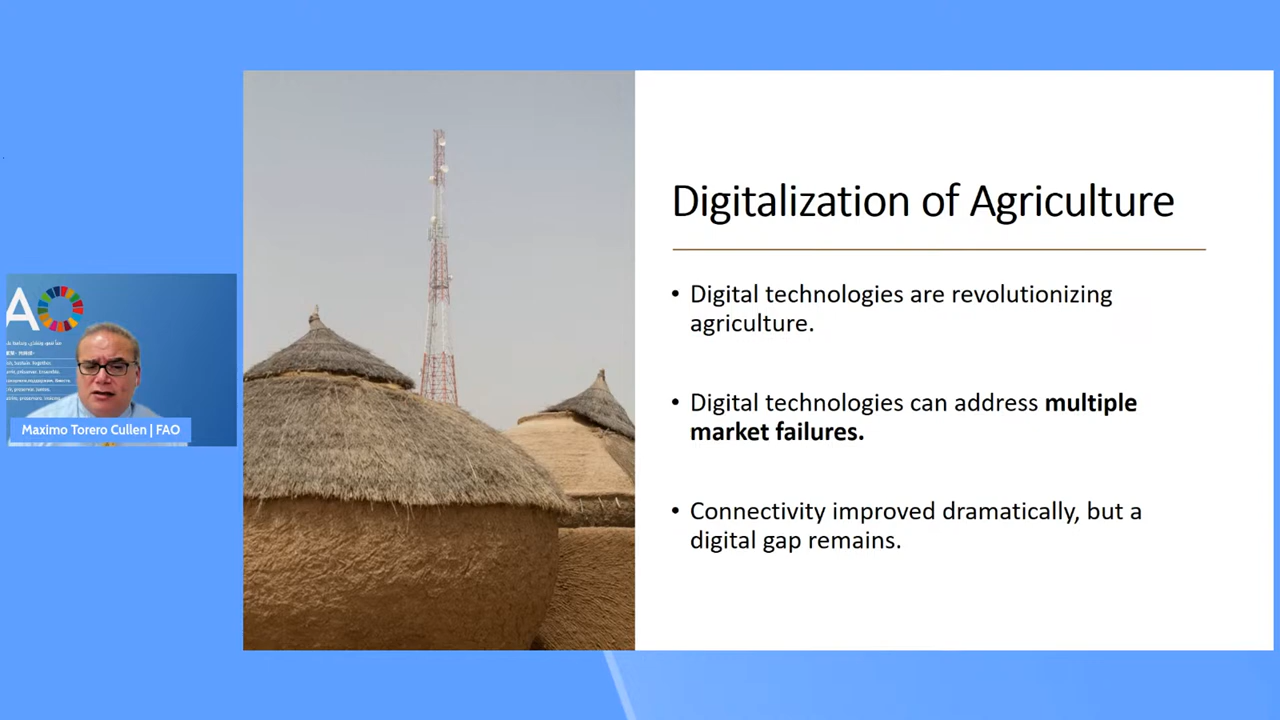 Digitalization of Agriculture
• Digital technologies are revolutionizing
agriculture.
• Digital technologies can address multiple
market failures.
• Connectivity improved dramatically, but a
digital gap remains.
AO
Maximo Torero Cullen | FAO